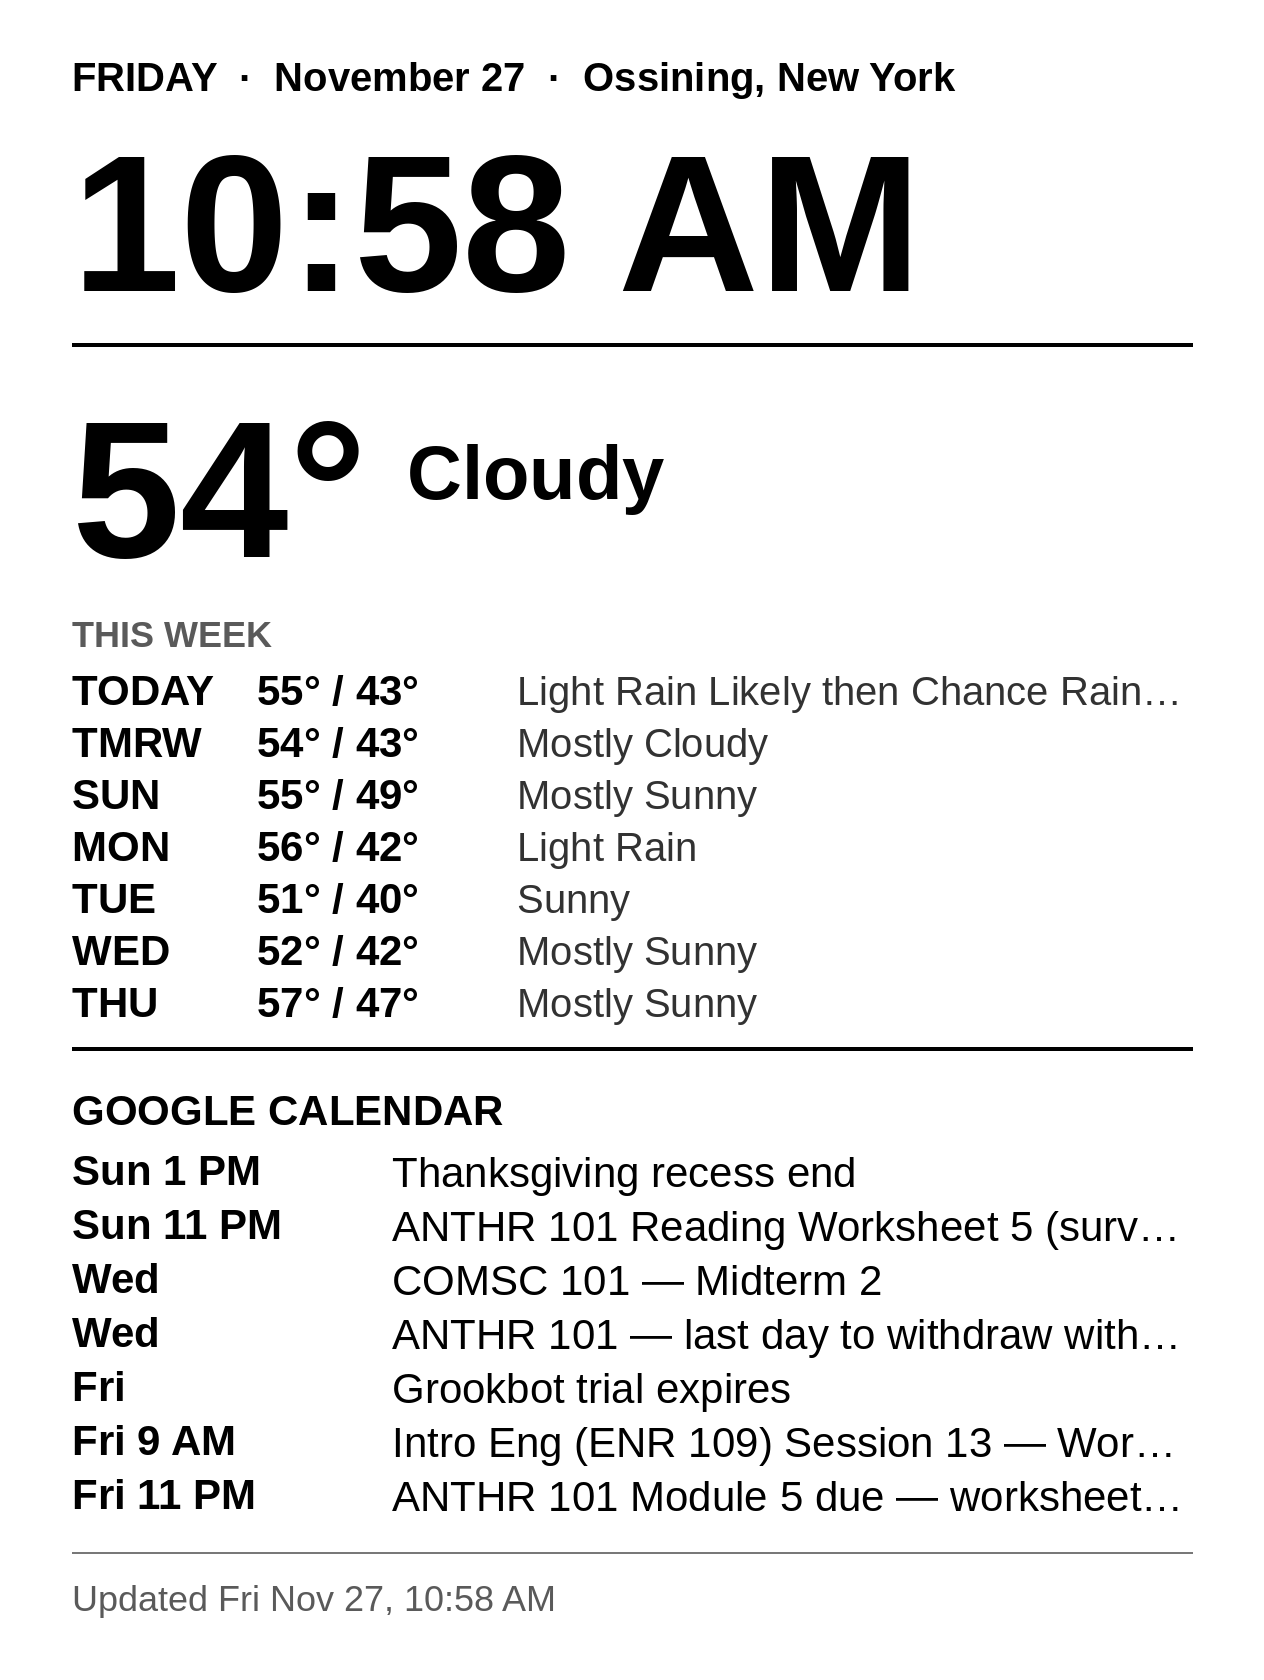 FRIDAY · November 27 · Ossining, New York
10:58 AM
54° Cloudy
THIS WEEK
TODAY 55° / 43° Light Rain Likely then Chance Rain…
TMRW 54° / 43° Mostly Cloudy
SUN 55° / 49° Mostly Sunny
MON 56° / 42° Light Rain
TUE 51° / 40° Sunny
WED 52° / 42° Mostly Sunny
THU 57° / 47° Mostly Sunny
GOOGLE CALENDAR
Sun 1 PM Thanksgiving recess end
Sun 11 PM ANTHR 101 Reading Worksheet 5 (surv…
Wed COMSC 101 — Midterm 2
Wed ANTHR 101 — last day to withdraw with…
Fri Grookbot trial expires
Fri 9 AM Intro Eng (ENR 109) Session 13 — Wor…
Fri 11 PM ANTHR 101 Module 5 due — worksheet…
Updated Fri Nov 27, 10:58 AM